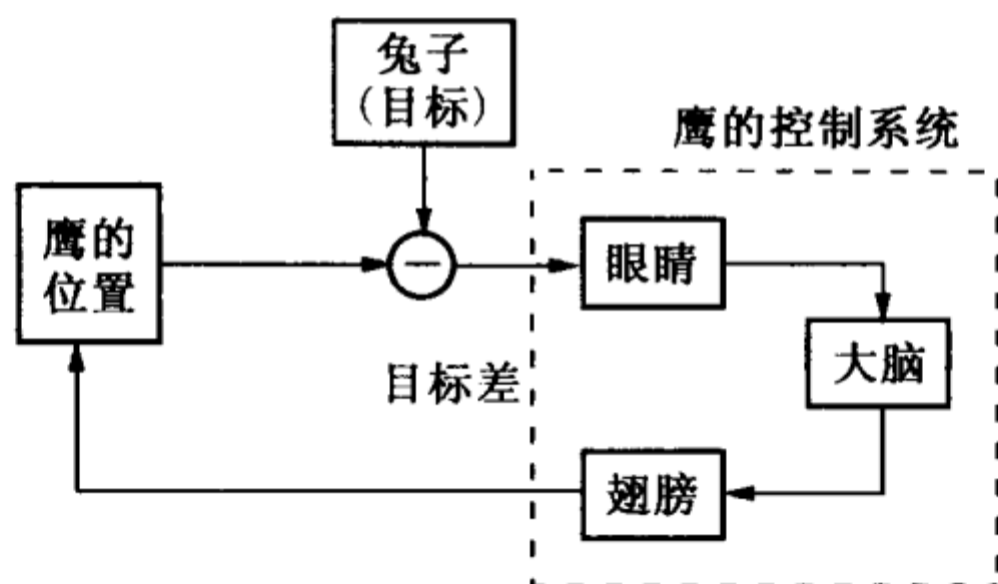 兔子
(目标)
鹰的控制系统
鹰的
位置
眼睛
大脑
目标差
翅膀